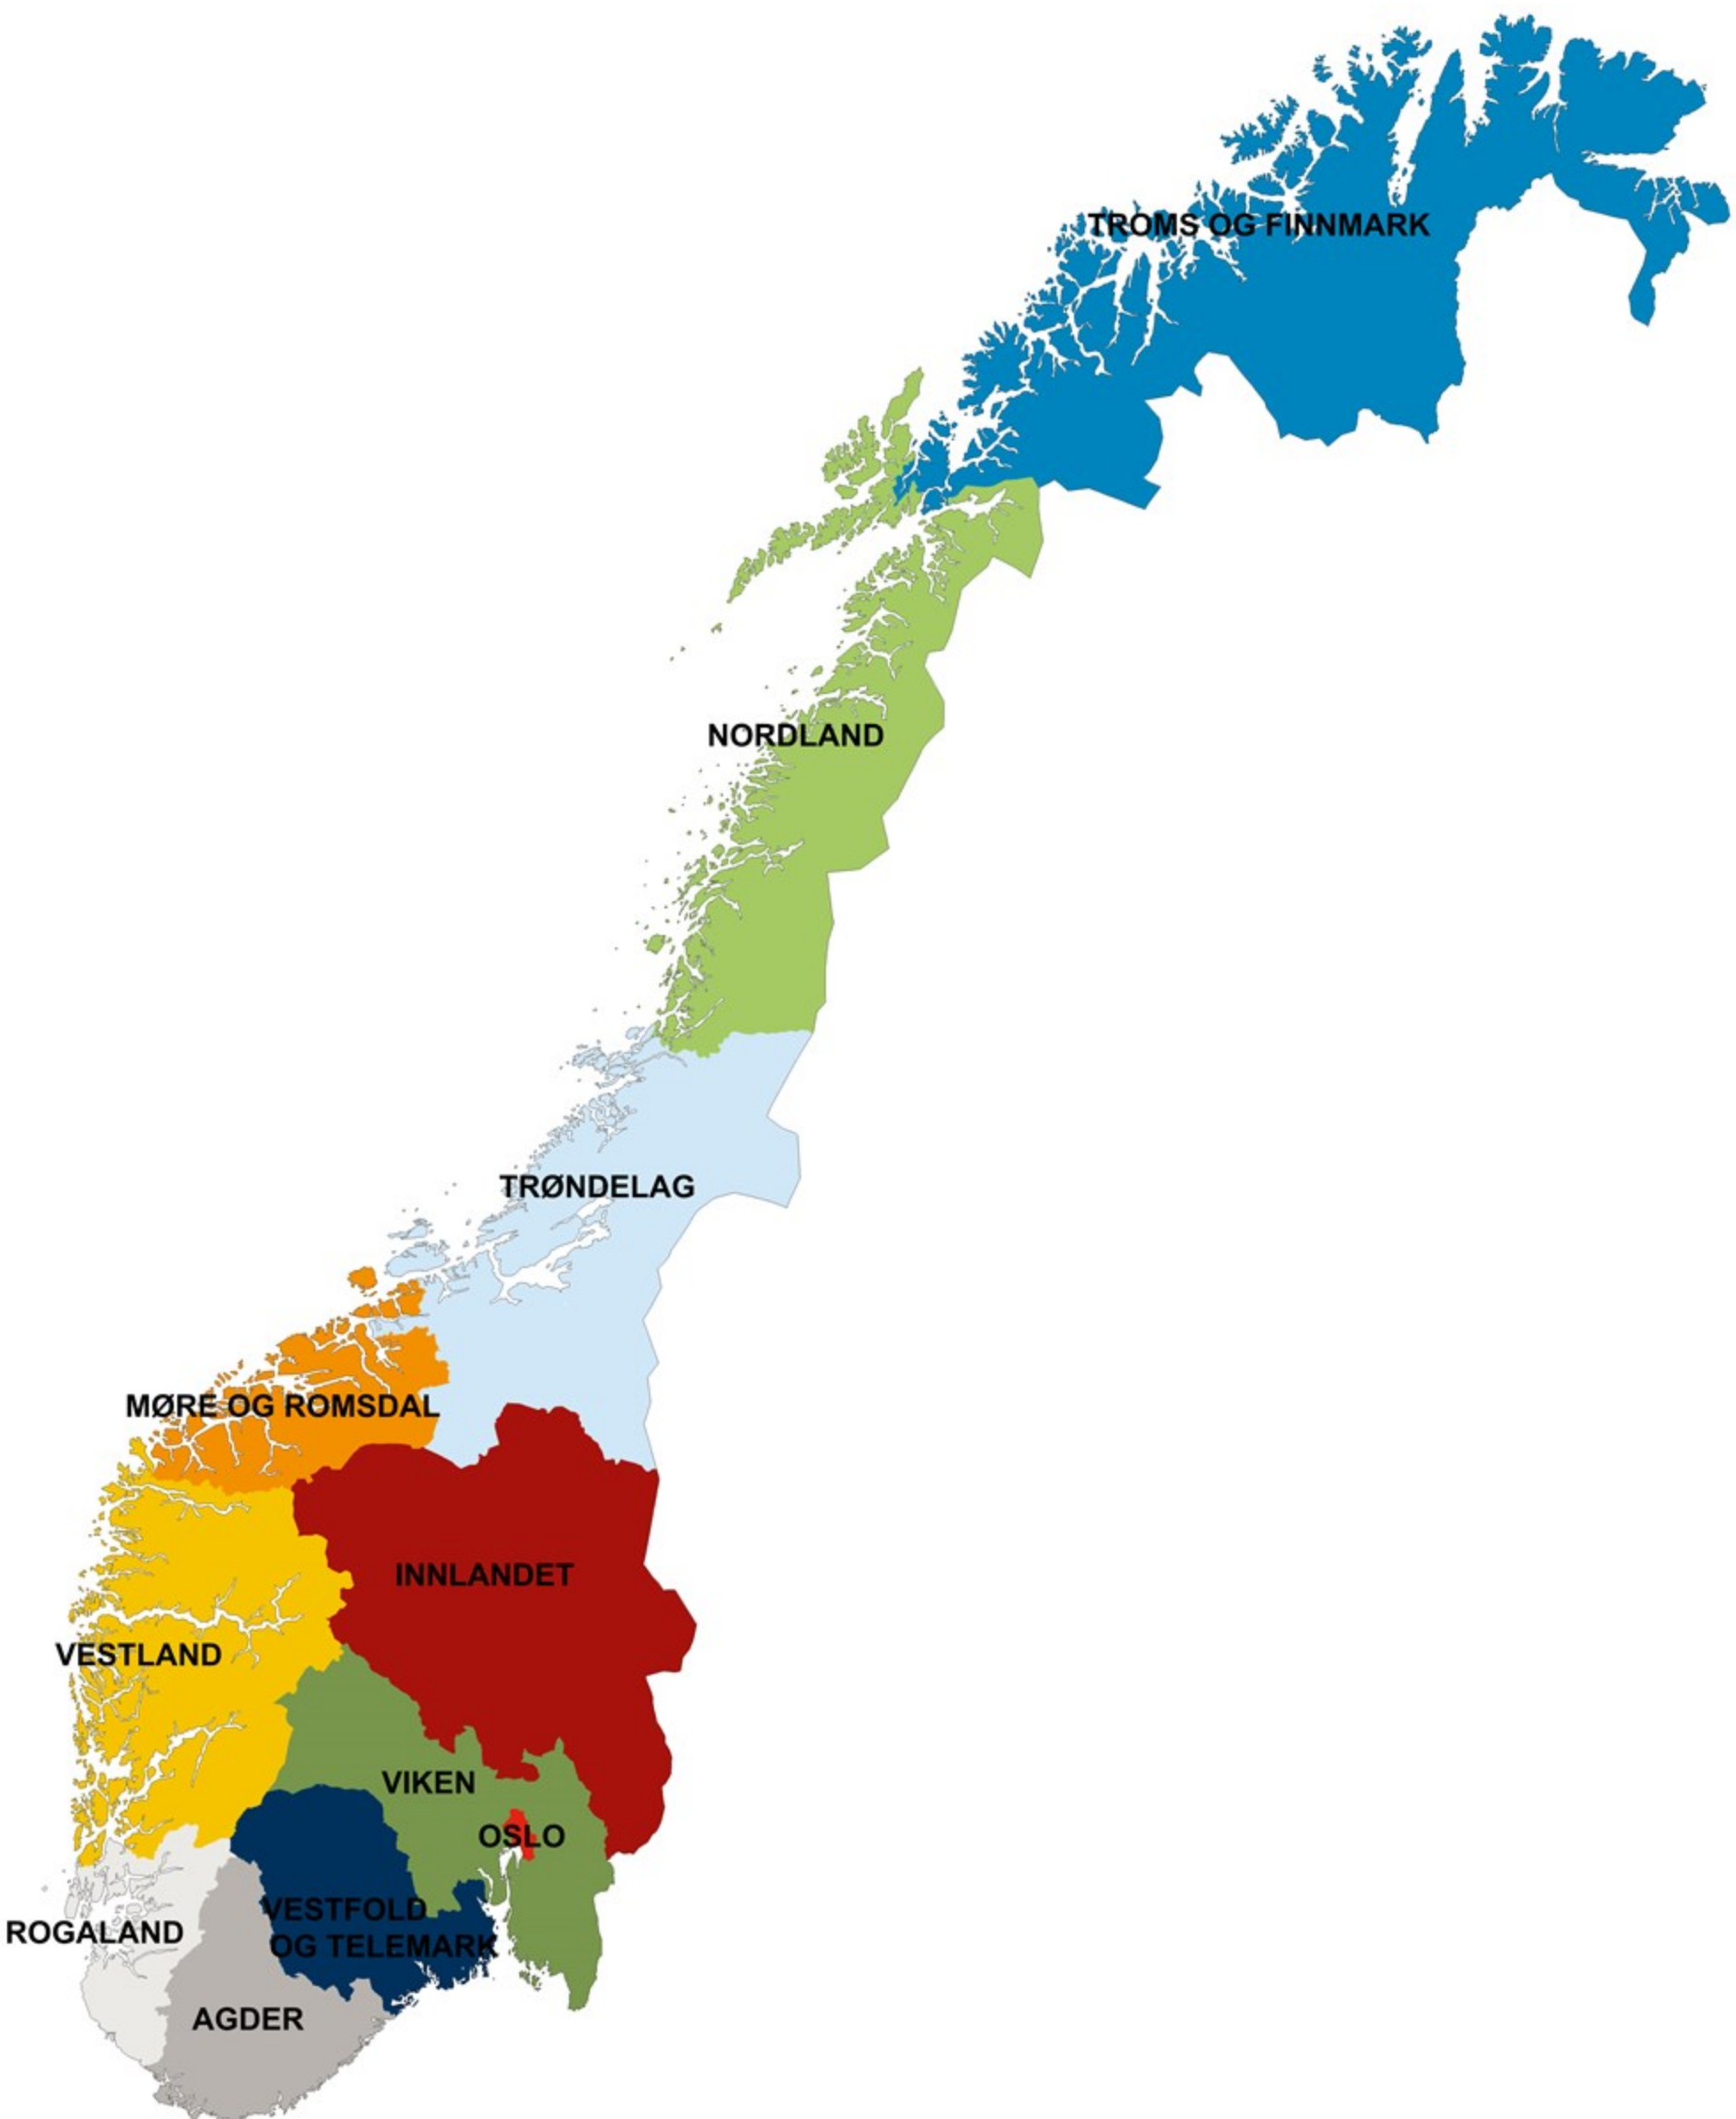 TROMS OG FINNMARK
NORDLAND
TRØNDELAG
MØRE OG ROMSDAL
INNLANDET
VESTLAND
VIKEN
OSLO
VESTFOLD
OG TELEMARK
ROGALAND
AGDER